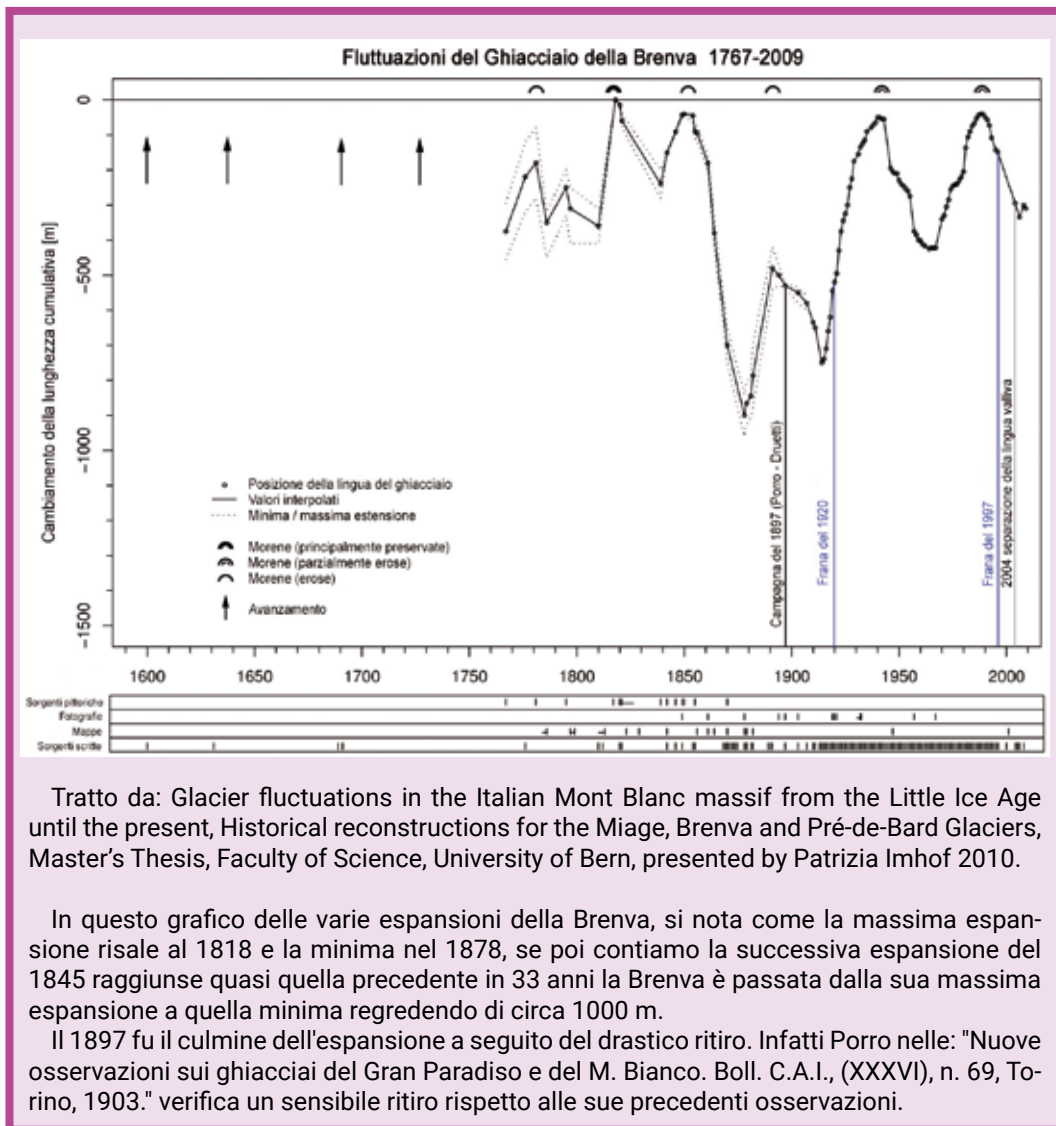 Fluttuazioni del Ghiacciaio della Brenva 1767-2009
Cambiamento della lunghezza cumulativa [m]
0
-500
-1000
-1500
Posizione della lingua del ghiacciaio
Valori interpolati
Minima / massima estensione
Morene (principalmente preservate)
Morene (parzialmente erose)
Morene (erose)
Avanzamento
Campagna del 1897 (Porro - Druetti)
Frana del 1920
Frana del 1997
2004 separazione della lingua valliva
1600 1650 1700 1750 1800 1850 1900 1950 2000
Sorgenti pittoriche
Fotografie
Mappe
Sorgenti scritte
Tratto da: Glacier fluctuations in the Italian Mont Blanc massif from the Little Ice Age
until the present, Historical reconstructions for the Miage, Brenva and Pré-de-Bard Glaciers,
Master's Thesis, Faculty of Science, University of Bern, presented by Patrizia Imhof 2010.
In questo grafico delle varie espansioni della Brenva, si nota come la massima espan-
sione risale al 1818 e la minima nel 1878, se poi contiamo la successiva espansione del
1845 raggiunse quasi quella precedente in 33 anni la Brenva è passata dalla sua massima
espansione a quella minima regredendo di circa 1000 m.
Il 1897 fu il culmine dell'espansione a seguito del drastico ritiro. Infatti Porro nelle: "Nuove
osservazioni sui ghiacciai del Gran Paradiso e del M. Bianco. Boll. C.A.I., (XXXVI), n. 69, To-
rino, 1903." verifica un sensibile ritiro rispetto alle sue precedenti osservazioni.